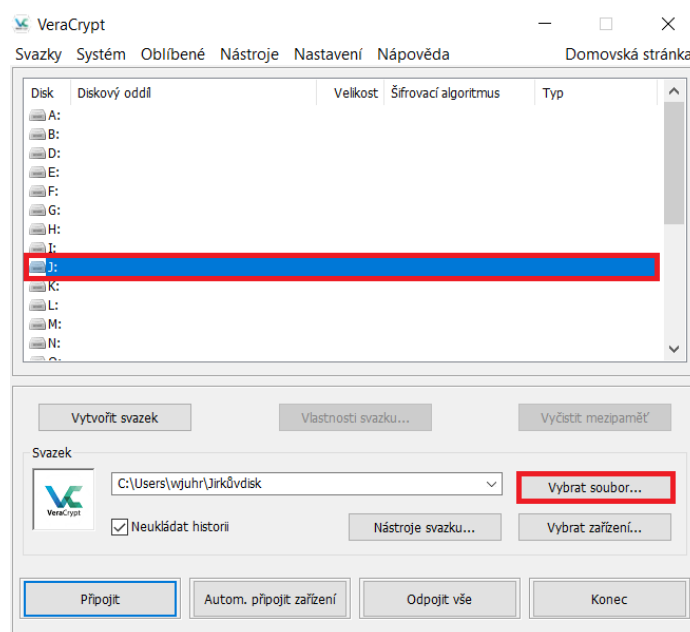 VeraCrypt
Svazky Systém Oblíbené Nástroje Nastavení Nápověda Domovská stránka
Disk Diskový oddíl Velikost Šifrovací algoritmus Typ
A:
B:
D:
E:
F:
G:
H:
I:
J:
K:
L:
M:
N:
O:
Vytvořit svazek Vlastnosti svazku... Vyčistit mezipaměť
Svazek
VeraCrypt
C:\Users\wjuhr\Jirkůvdisk Vybrat soubor...
Neukládat historii Nástroje svazku... Vybrat zařízení...
Připojit Autom. připojit zařízení Odpojit vše Konec